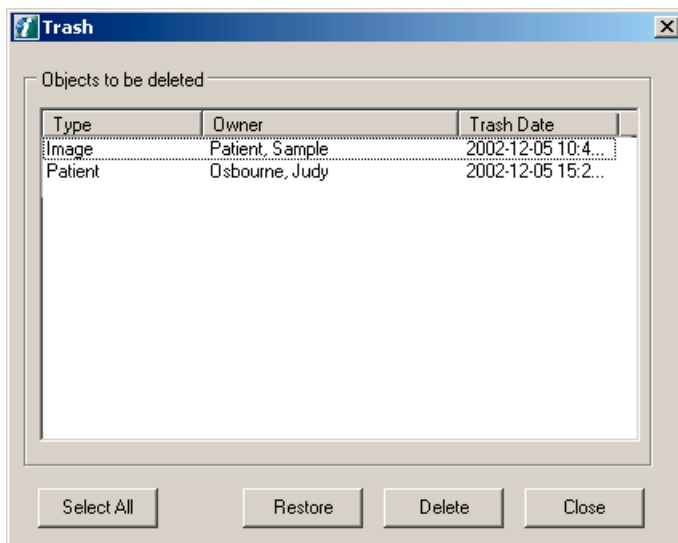 Trash
Objects to be deleted
Type Owner Trash Date
Image Patient, Sample 2002-12-05 10:4...
Patient Osbourne, Judy 2002-12-05 15:2...
Select All Restore Delete Close